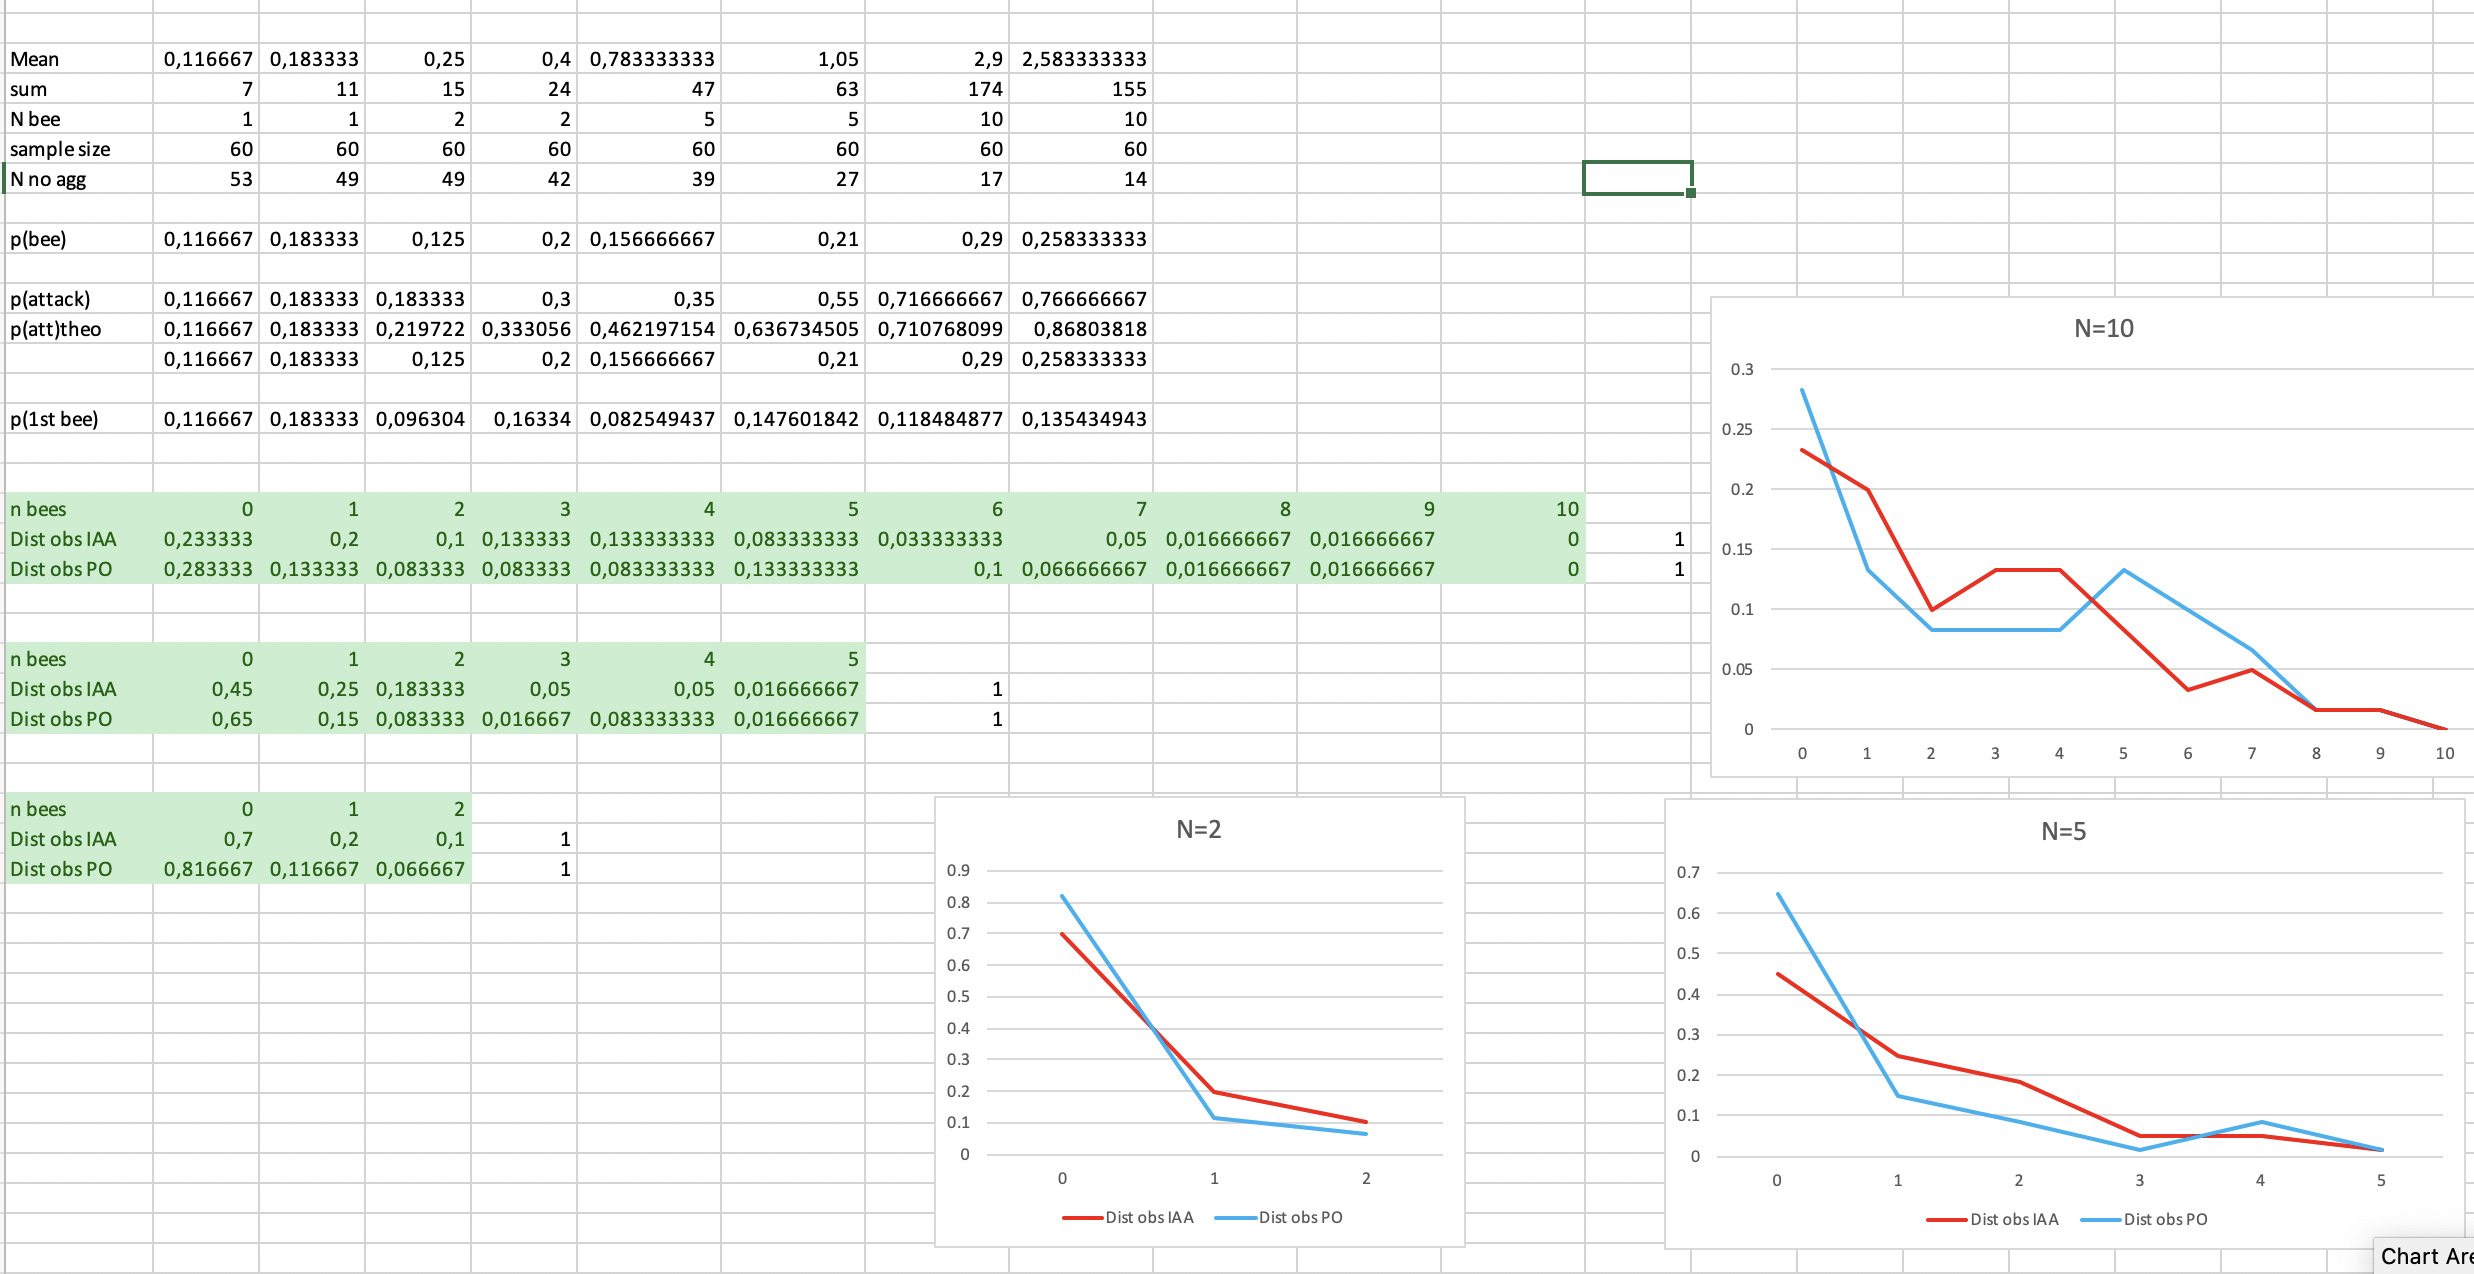 Mean 0,116667 0,183333 0,25 0,4 0,783333333 1,05 2,9 2,583333333
sum 7 11 15 24 47 63 174 155
N bee 1 1 2 2 5 5 10 10
sample size 60 60 60 60 60 60 60 60
N no agg 53 49 49 42 39 27 17 14
p(bee) 0,116667 0,183333 0,125 0,2 0,156666667 0,21 0,29 0,258333333
p(attack) 0,116667 0,183333 0,183333 0,3 0,35 0,55 0,716666667 0,766666667
p(att)theo 0,116667 0,183333 0,219722 0,333056 0,462197154 0,636734505 0,710768099 0,86803818
0,116667 0,183333 0,125 0,2 0,156666667 0,21 0,29 0,258333333
p(1st bee) 0,116667 0,183333 0,096304 0,16334 0,082549437 0,147601842 0,118484877 0,135434943
n bees 0 1 2 3 4 5 6 7 8 9 10
Dist obs IAA 0,233333 0,2 0,1 0,133333 0,133333333 0,083333333 0,033333333 0,05 0,016666667 0,016666667 0 1
Dist obs PO 0,283333 0,133333 0,083333 0,083333 0,083333333 0,133333333 0,1 0,066666667 0,016666667 0,016666667 0 1
n bees 0 1 2 3 4 5
Dist obs IAA 0,45 0,25 0,183333 0,05 0,05 0,016666667 1
Dist obs PO 0,65 0,15 0,083333 0,016667 0,083333333 0,016666667 1
n bees 0 1 2
Dist obs IAA 0,7 0,2 0,1 1
Dist obs PO 0,816667 0,116667 0,066667 1
N=10
0.3
0.25
0.2
0.15
0.1
0.05
0
0 1 2 3 4 5 6 7 8 9 10
N=2
0.9
0.8
0.7
0.6
0.5
0.4
0.3
0.2
0.1
0
0 1 2
Dist obs IAA Dist obs PO
N=5
0.7
0.6
0.5
0.4
0.3
0.2
0.1
0
0 1 2 3 4 5
Dist obs IAA Dist obs PO
Chart Are